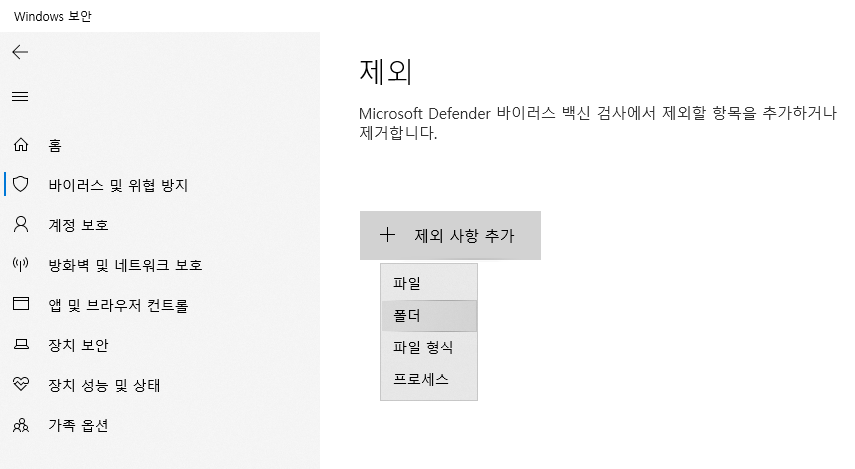 Windows 보안
홈
바이러스 및 위협 방지
계정 보호
방화벽 및 네트워크 보호
앱 및 브라우저 컨트롤
장치 보안
장치 성능 및 상태
가족 옵션
제외
Microsoft Defender 바이러스 백신 검사에서 제외할 항목을 추가하거나
제거합니다.
제외 사항 추가
파일
폴더
파일 형식
프로세스